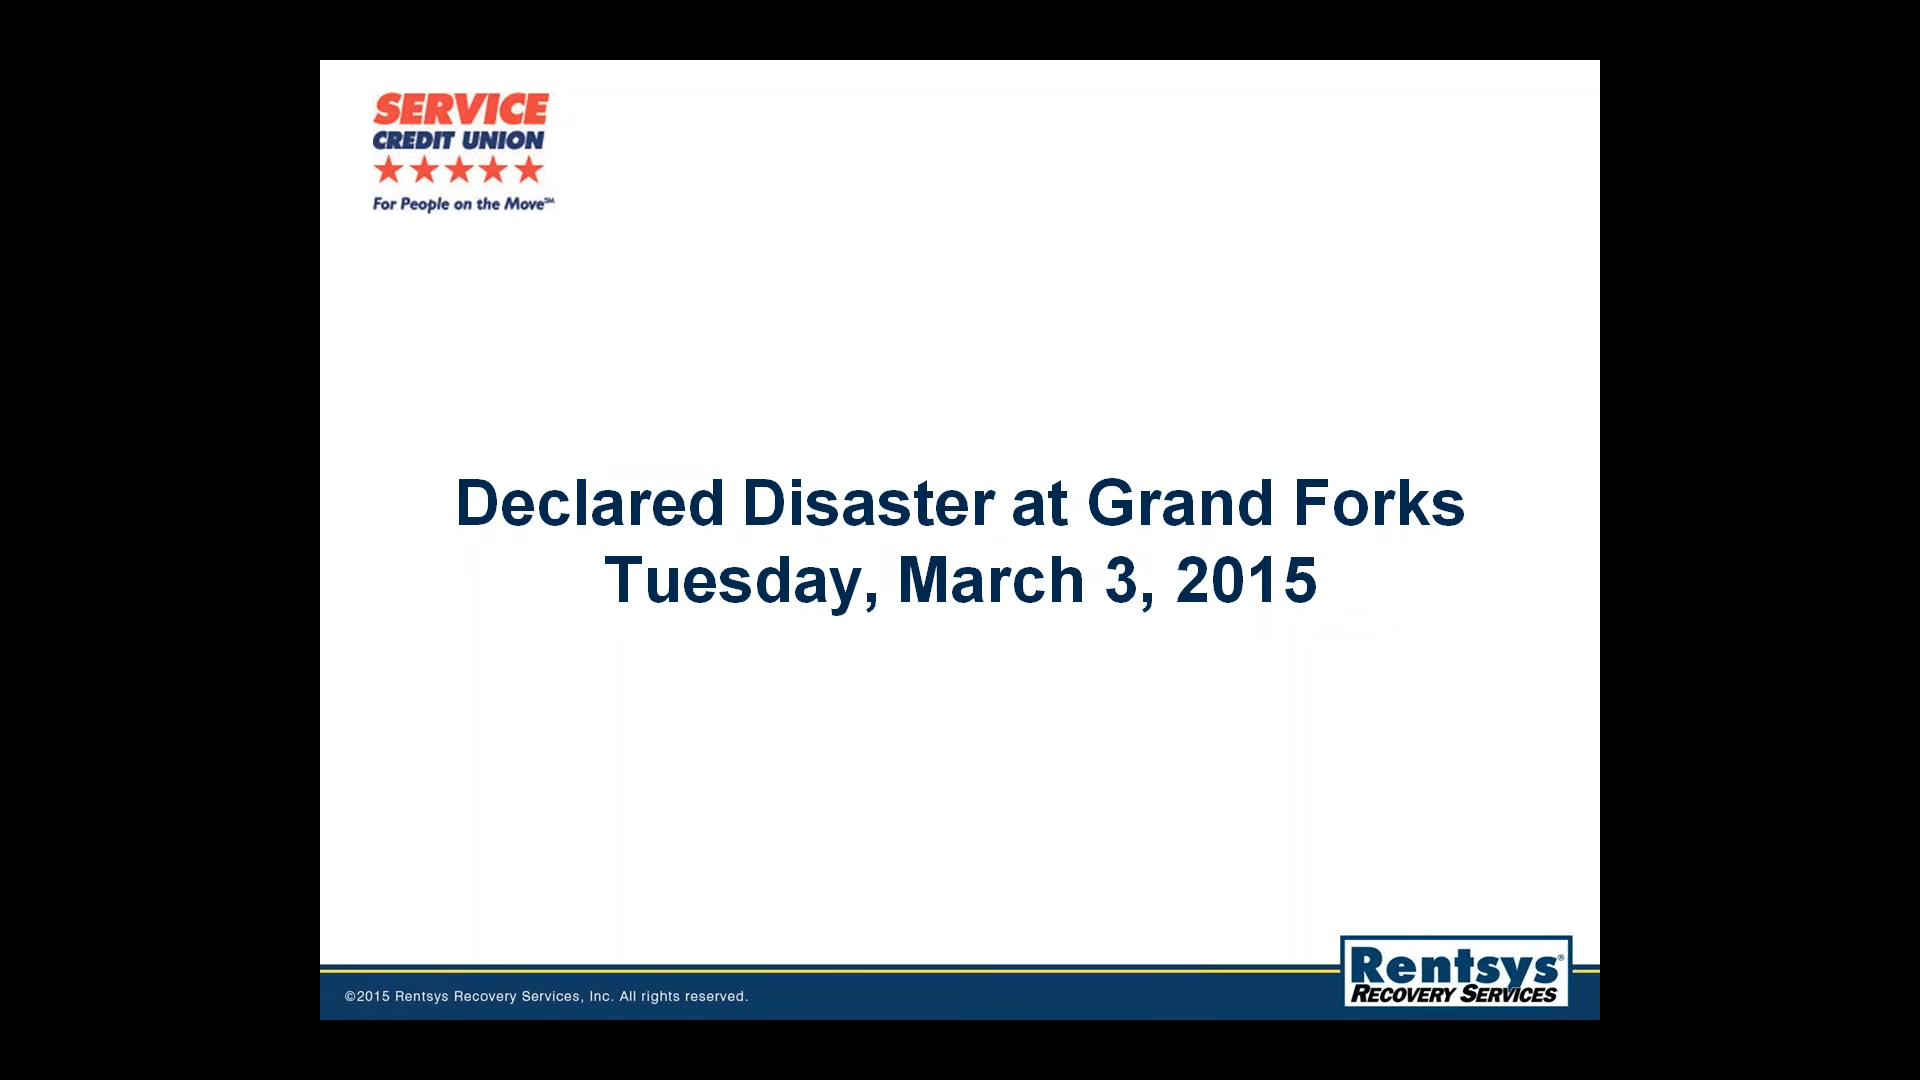 SERVICE
CREDIT UNION
For People on the Move℠
Declared Disaster at Grand Forks
Tuesday, March 3, 2015
Rentsys®
RECOVERY SERVICES
©2015 Rentsys Recovery Services, Inc. All rights reserved.